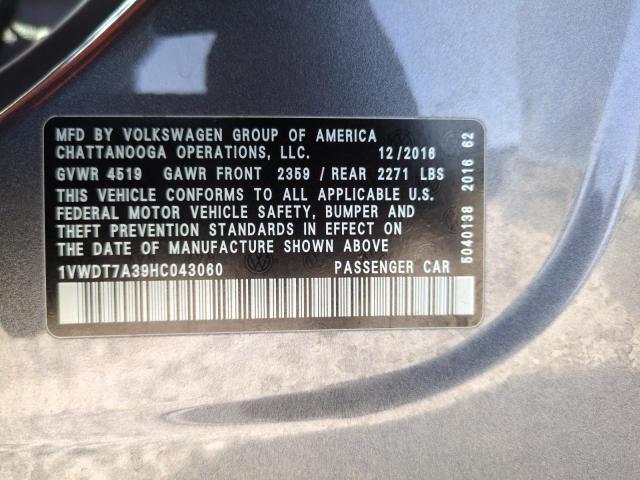 MFD BY VOLKSWAGEN GROUP OF AMERICA
CHATTANOOGA OPERATIONS, LLC. 12/2016
GVWR 4519 GAWR FRONT 2359 / REAR 2271 LBS
THIS VEHICLE CONFORMS TO ALL APPLICABLE U.S.
FEDERAL MOTOR VEHICLE SAFETY, BUMPER AND
THEFT PREVENTION STANDARDS IN EFFECT ON
THE DATE OF MANUFACTURE SHOWN ABOVE
1VWDT7A39HC043060 PASSENGER CAR
5040138 2016 62